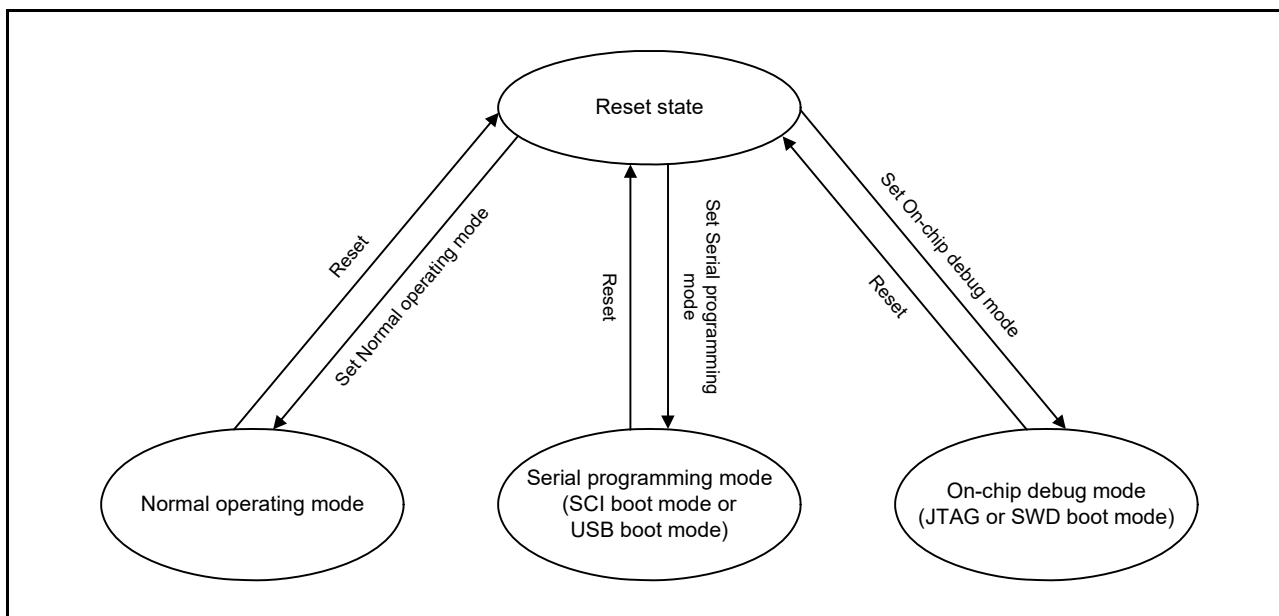 Reset state
Reset
Set Normal operating mode
Reset
Set Serial programming
mode
Reset
Set On-chip debug mode
Normal operating mode
Serial programming mode
(SCI boot mode or
USB boot mode)
On-chip debug mode
(JTAG or SWD boot mode)